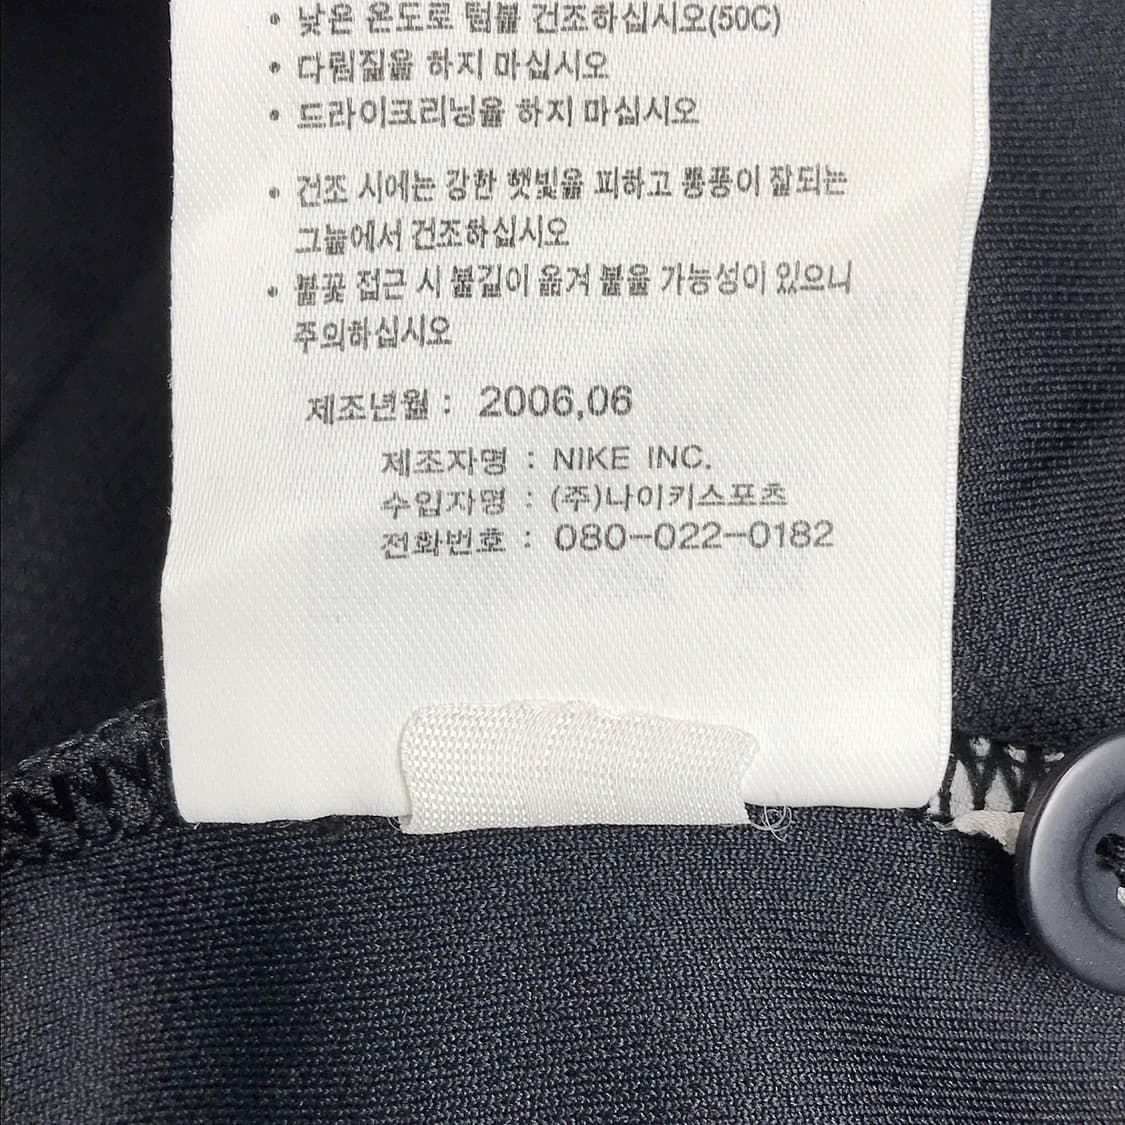 • 낮은 온도로 텀블 건조하십시오(50C)
• 다림질을 하지 마십시오
• 드라이크리닝을 하지 마십시오
• 건조 시에는 강한 햇빛을 피하고 통풍이 잘되는
그늘에서 건조하십시오
• 불꽃 접근 시 불길이 옮겨 붙을 가능성이 있으니
주의하십시오
제조년월 : 2006,06
제조자명 : NIKE INC.
수입자명 : (주)나이키스포츠
전화번호 : 080-022-0182